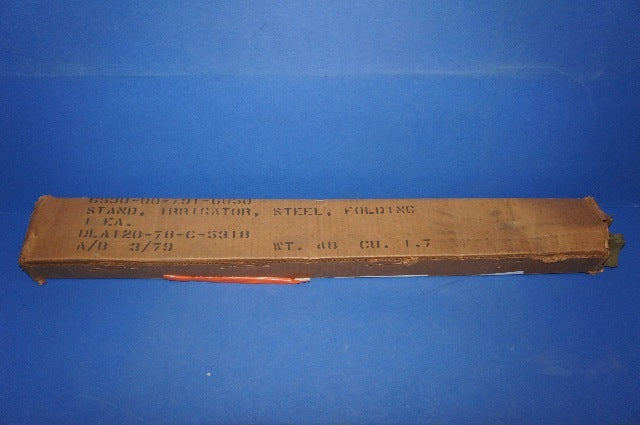 6530-00-791-6050
STAND, IRRIGATOR, STEEL, FOLDING
1 EA.
DLA120-78-C-5318
A/B 3/79 WT. 48 CU. 1.7